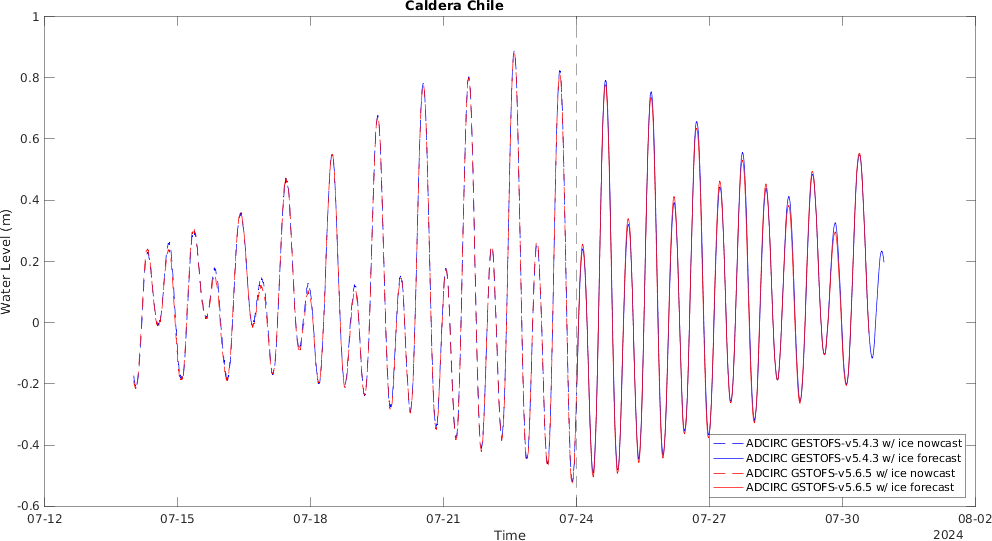 Caldera Chile
1
0.8
0.6
0.4
0.2
0
-0.2
-0.4
-0.6
Water Level (m)
ADCIRC GESTOFS-v5.4.3 w/ ice nowcast
ADCIRC GESTOFS-v5.4.3 w/ ice forecast
ADCIRC GSTOFS-v5.6.5 w/ ice nowcast
ADCIRC GSTOFS-v5.6.5 w/ ice forecast
07-12 07-15 07-18 07-21 07-24 07-27 07-30 08-02
Time
2024